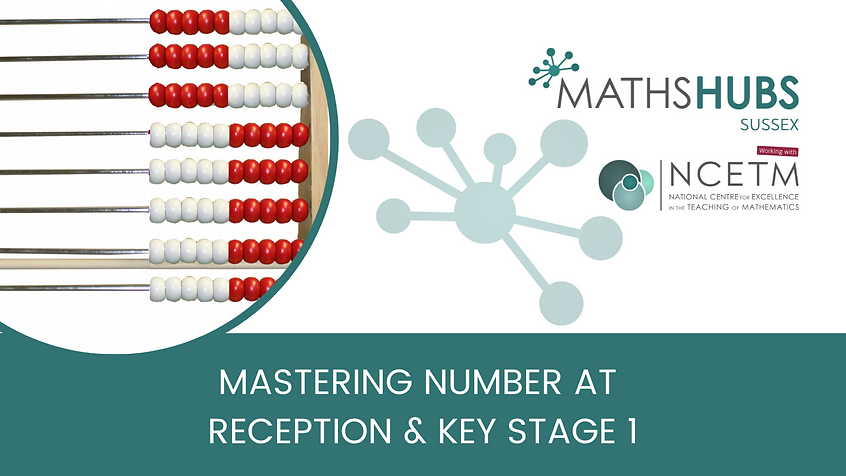 MATHSHUBS
SUSSEX
Working with
NCETM
NATIONAL CENTRE FOR EXCELLENCE
IN THE TEACHING OF MATHEMATICS
MASTERING NUMBER AT
RECEPTION & KEY STAGE 1